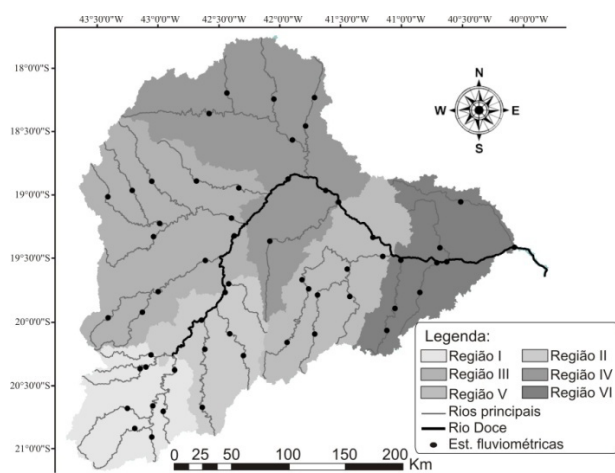 43°30'0"W 43°0'0"W 42°30'0"W 42°00'0"W 41°30'0"W 41°0'0"W 40°30'0"W 40°0'0"W
18°0'0"S
18°30'0"S
19°0'0"S
19°30'0"S
20°0'0"S
20°30'0"S
21°0'0"S
N
W
E
S
Legenda:
Região I
Região II
Região III
Região IV
Região V
Região VI
Rios principais
Rio Doce
Est. fluviométricas
0 25 50 100 150 200
Km